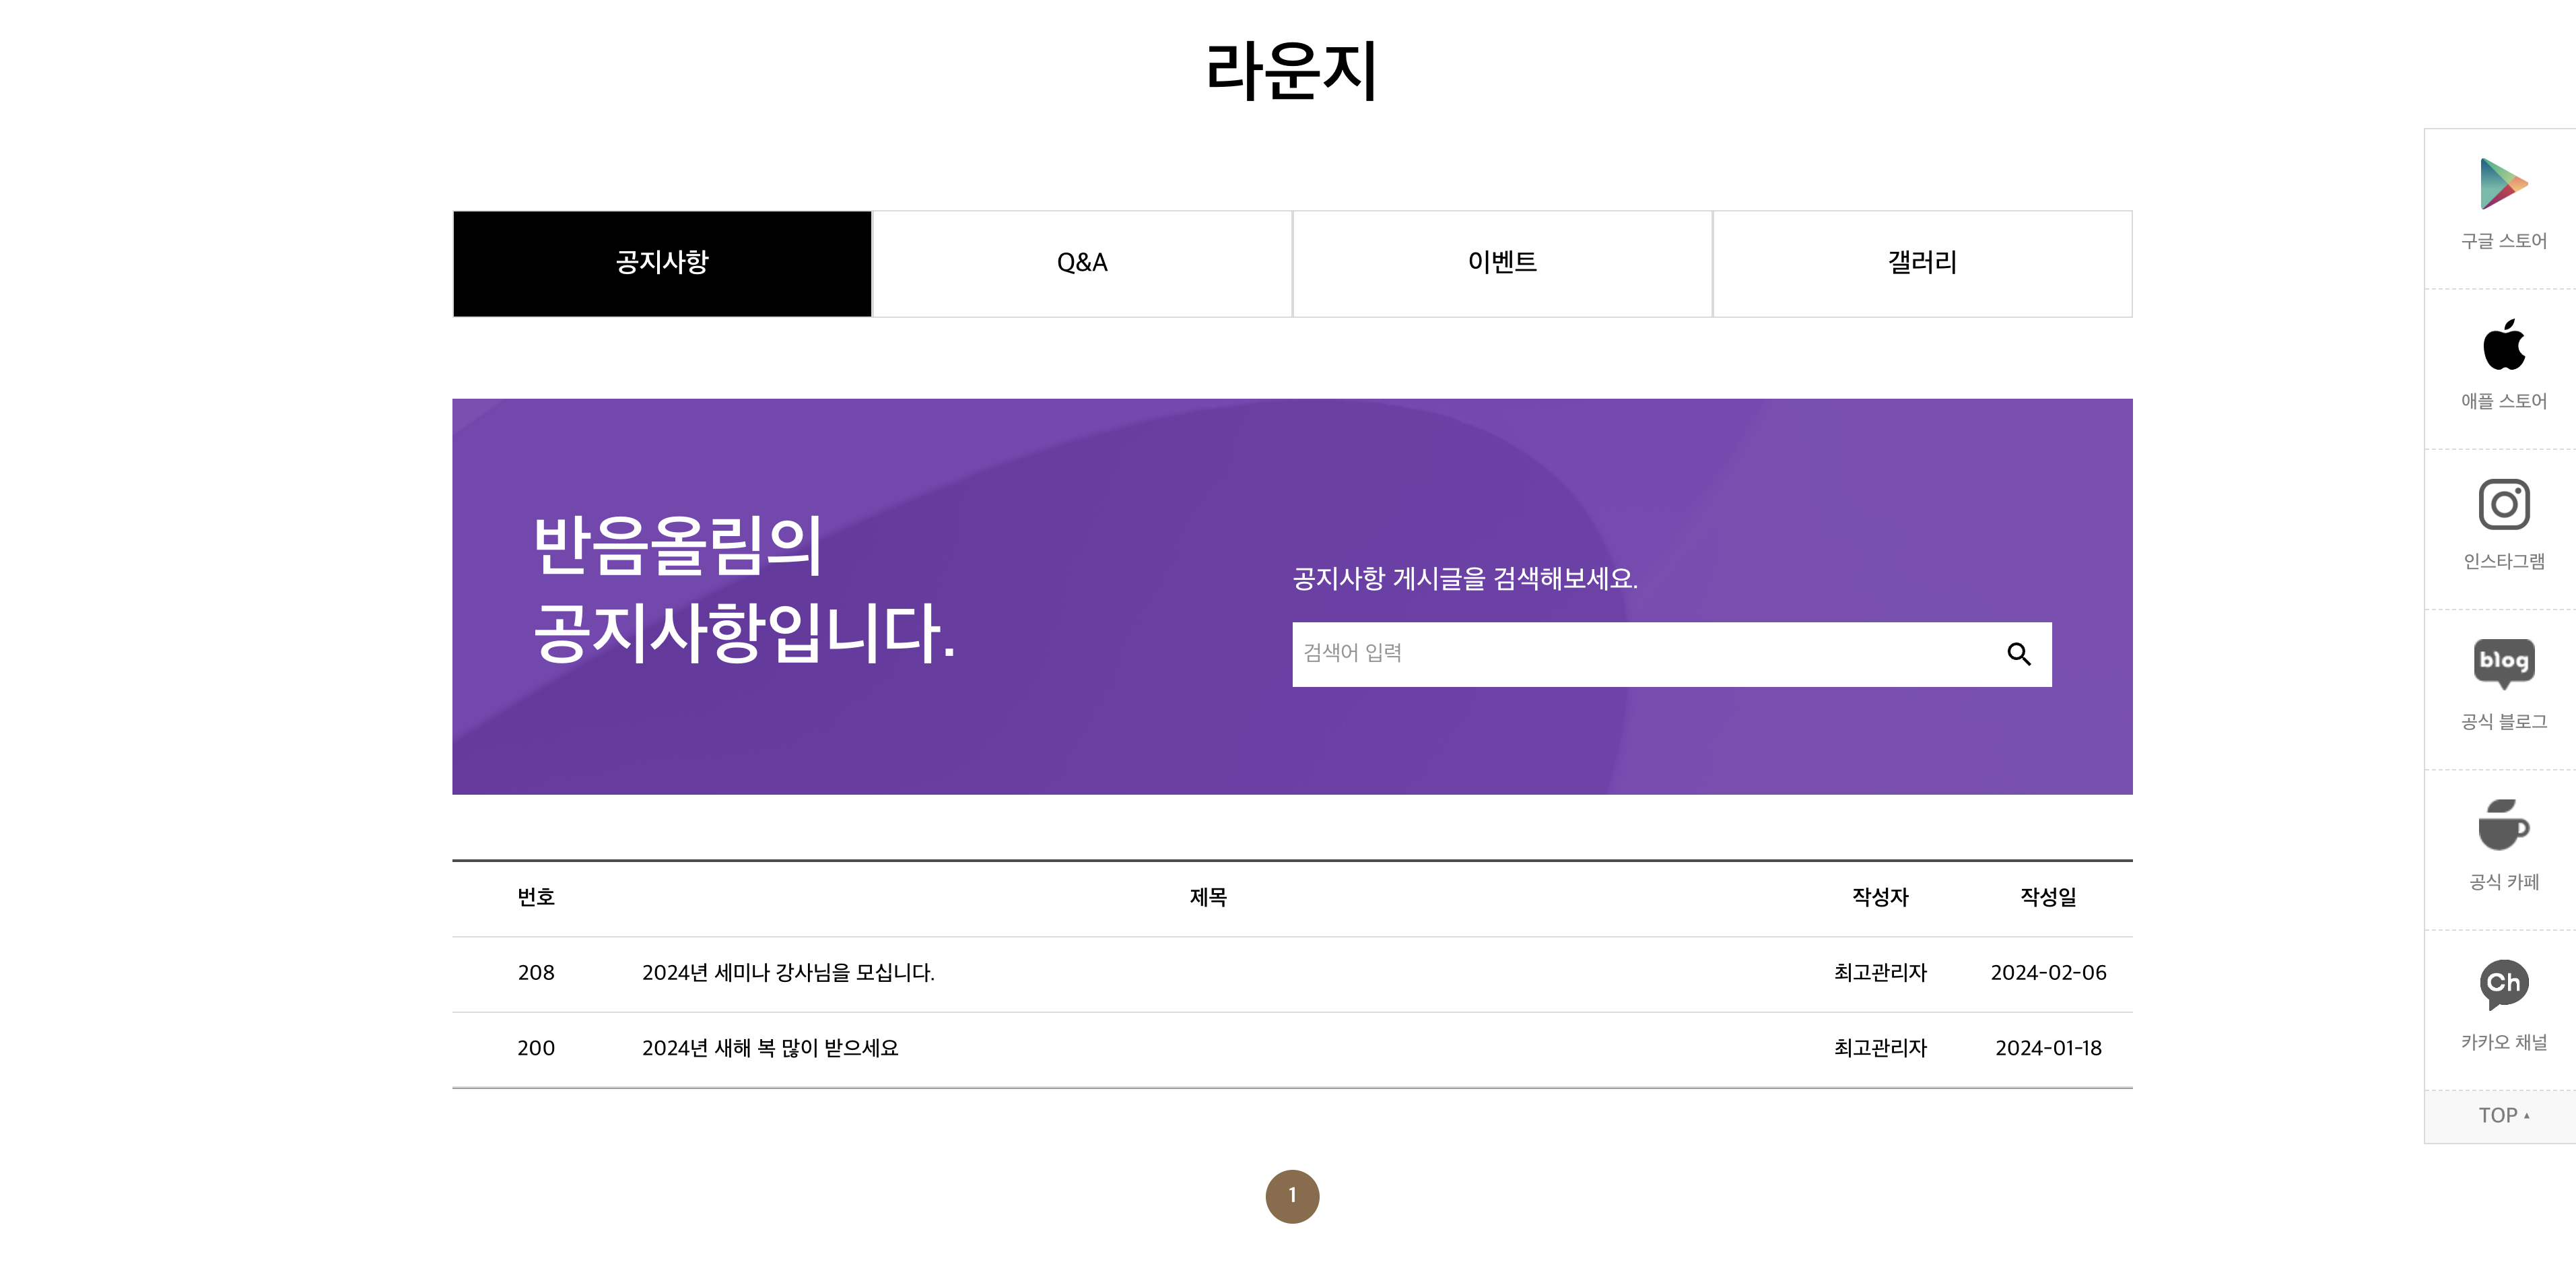 라운지
공지사항
Q&A
이벤트
갤러리
반음올림의
공지사항입니다.
공지사항 게시글을 검색해보세요.
검색어 입력
번호 제목 작성자 작성일
208 2024년 세미나 강사님을 모십니다. 최고관리자 2024-02-06
200 2024년 새해 복 많이 받으세요 최고관리자 2024-01-18
1
구글 스토어
애플 스토어
인스타그램
blog
공식 블로그
공식 카페
Ch
카카오 채널
TOP ▲